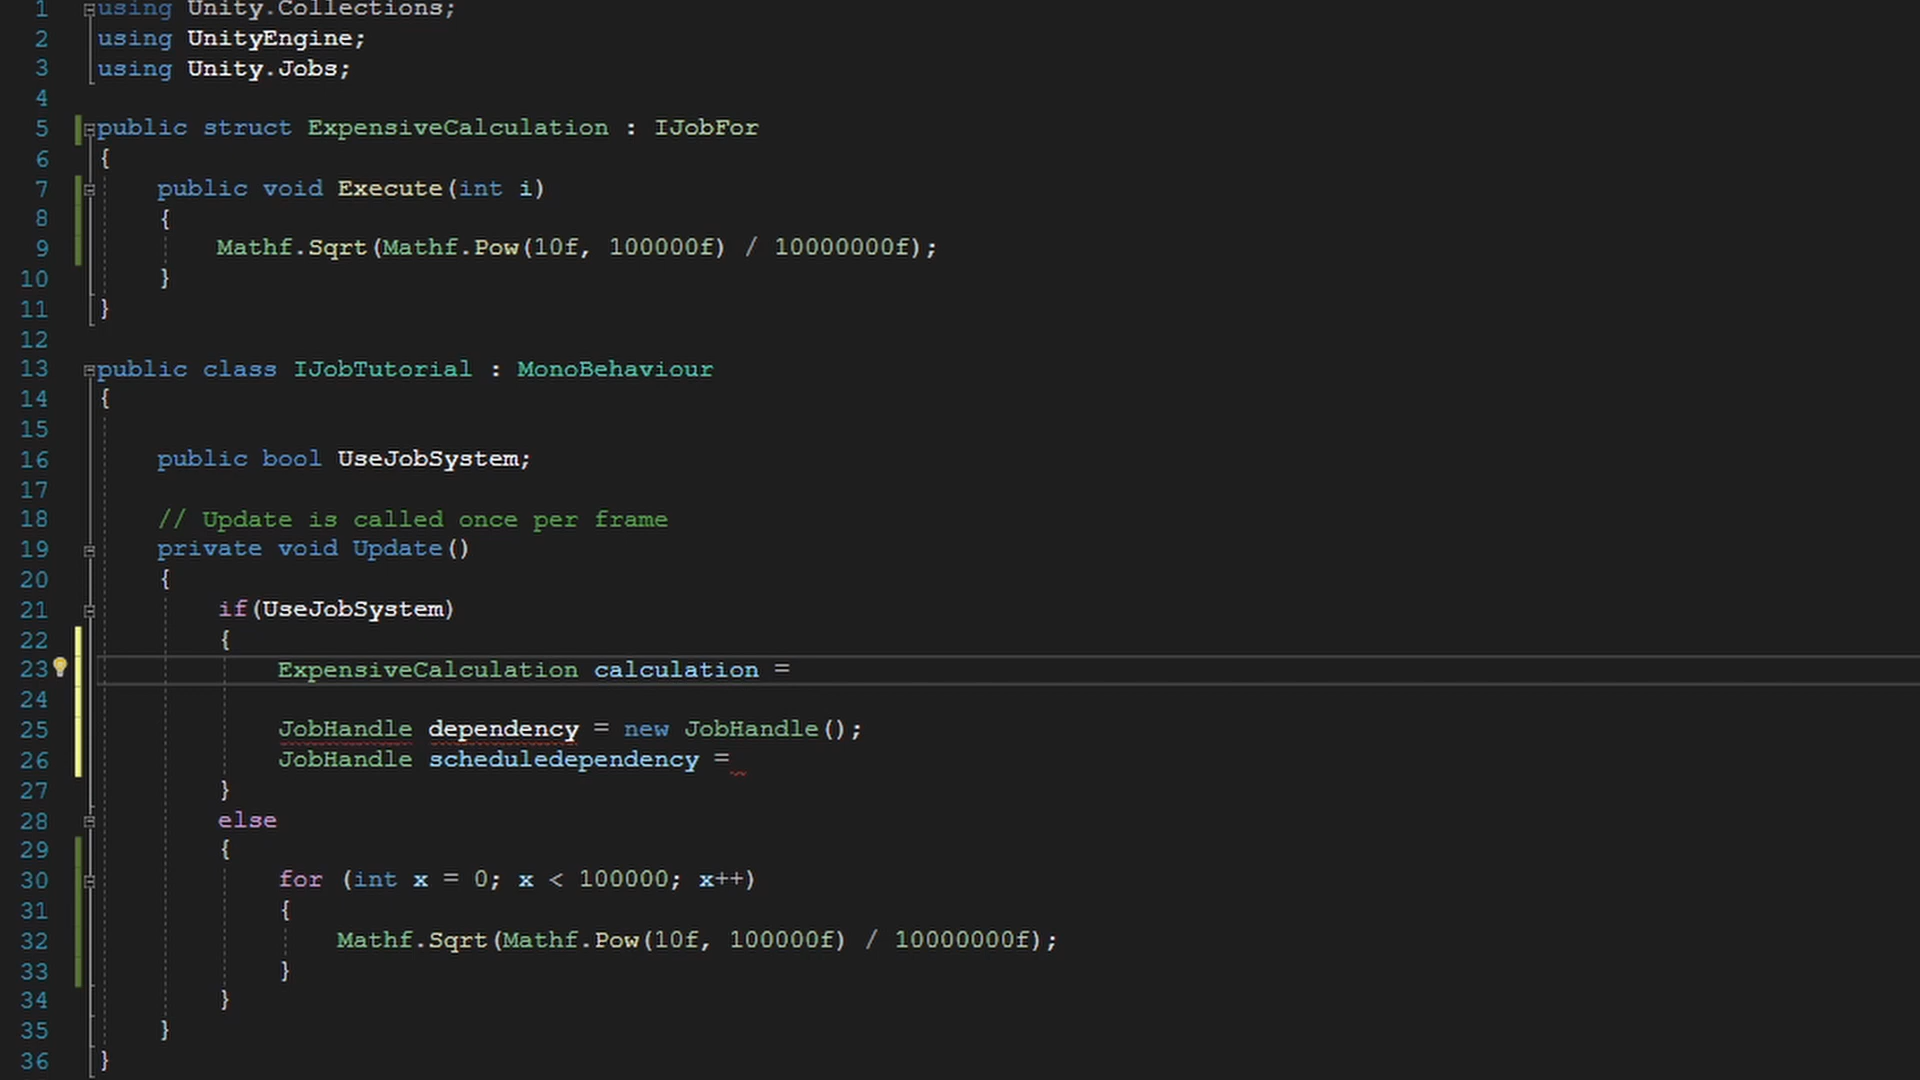 1 using Unity.Collections;
2 using UnityEngine;
3 using Unity.Jobs;
4
5 public struct ExpensiveCalculation : IJobFor
6 {
7 public void Execute(int i)
8 {
9 Mathf.Sqrt(Mathf.Pow(10f, 100000f) / 10000000f);
10 }
11 }
12
13 public class IJobTutorial : MonoBehaviour
14 {
15
16 public bool UseJobSystem;
17
18 // Update is called once per frame
19 private void Update()
20 {
21 if(UseJobSystem)
22 {
23 ExpensiveCalculation calculation =
24
25 JobHandle dependency = new JobHandle();
26 JobHandle scheduledependency =
27 }
28 else
29 {
30 for (int x = 0; x < 100000; x++)
31 {
32 Mathf.Sqrt(Mathf.Pow(10f, 100000f) / 10000000f);
33 }
34 }
35 }
36 }